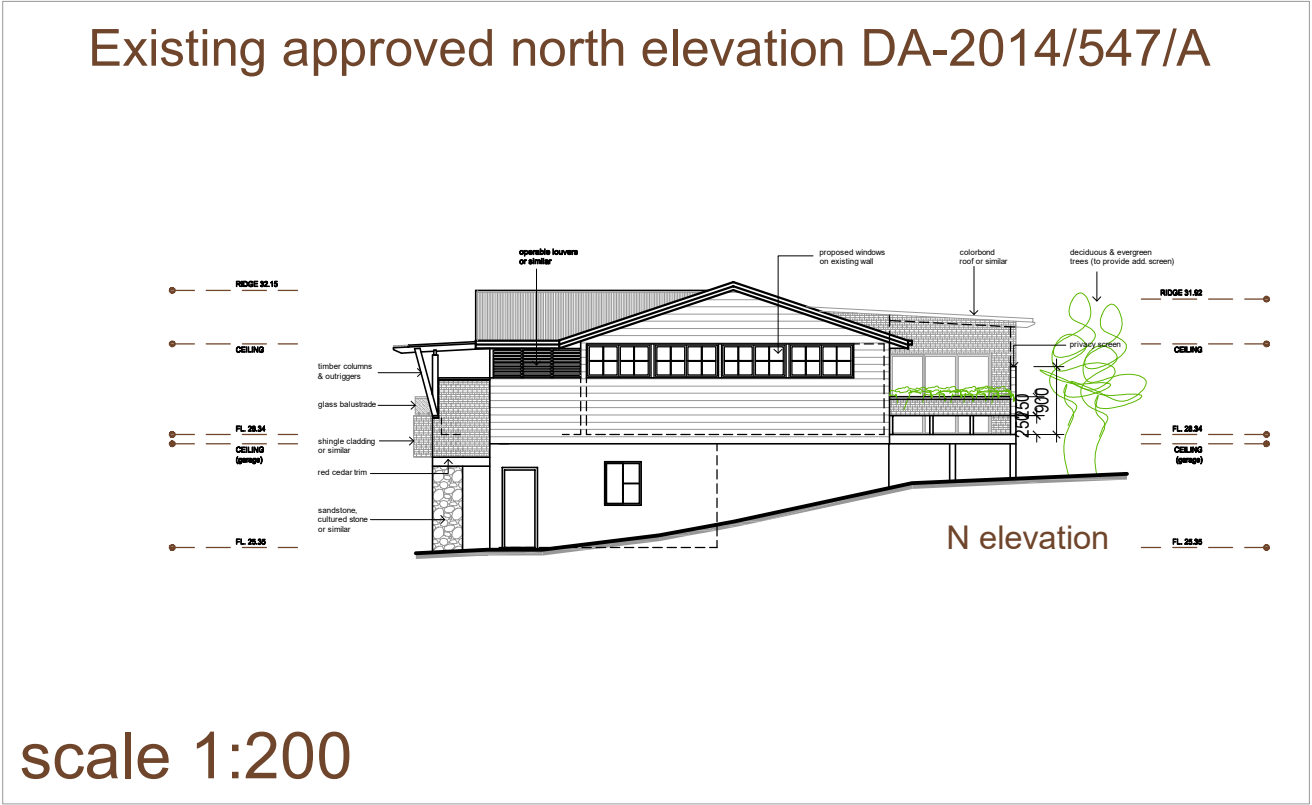 Existing approved north elevation DA-2014/547/A
operable louvers
or similar
proposed windows
on existing wall
colorbond
roof or similar
deciduous & evergreen
trees (to provide add. screen)
RIDGE 32.15
RIDGE 31.92
CEILING
CEILING
privacy screen
timber columns
& outriggers
glass balustrade
250
250
900
FL. 28.34
FL. 28.34
shingle cladding
or similar
CEILING
(garage)
CEILING
(garage)
red cedar trim
sandstone,
cultured stone
or similar
N elevation
FL. 25.35
FL. 25.35
scale 1:200